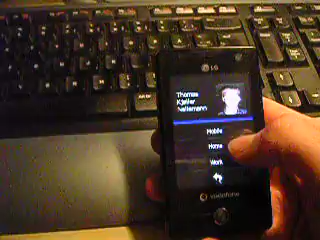 LG
Thomas
Kjeller
Nellemann
Mobile
Home
Work
vodafone